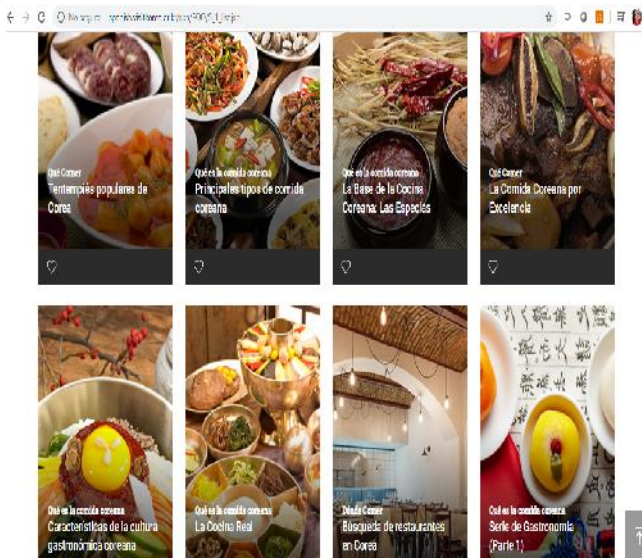 No seguro
Qué Comer
Tentempiés populares de
Corea
Qué es la comida coreana
Principales tipos de comida
coreana
Qué es la comida coreana
La Base de la Cocina
Coreana: Las Especias
Qué Comer
La Comida Coreana por
Excelencia
Qué es la comida coreana
Características de la cultura
gastronómica coreana
Qué es la comida coreana
La Cocina Real
Dónde Comer
Búsqueda de restaurantes
en Corea
Qué es la comida coreana
Serie de Gastronomía
(Parte 1)